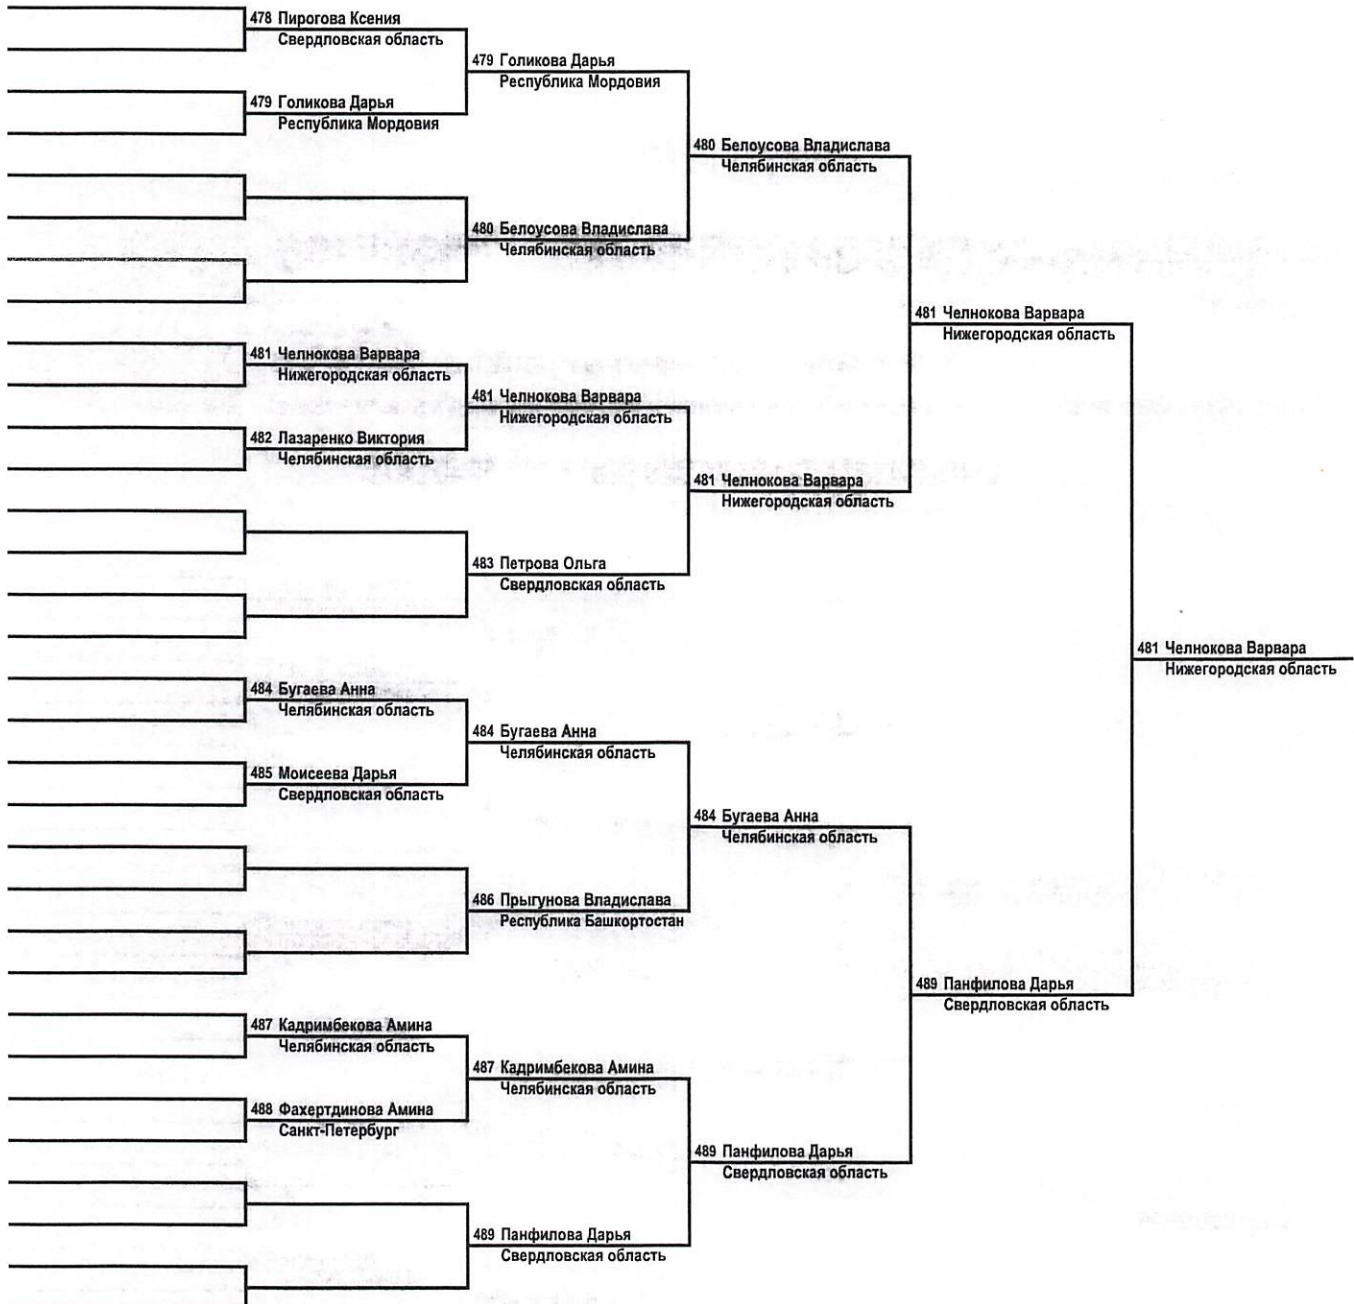 478 Пирогова Ксения
Свердловская область
479 Голикова Дарья
Республика Мордовия
479 Голикова Дарья
Республика Мордовия
480 Белоусова Владислава
Челябинская область
480 Белоусова Владислава
Челябинская область
481 Челнокова Варвара
Нижегородская область
481 Челнокова Варвара
Нижегородская область
481 Челнокова Варвара
Нижегородская область
482 Лазаренко Виктория
Челябинская область
481 Челнокова Варвара
Нижегородская область
483 Петрова Ольга
Свердловская область
481 Челнокова Варвара
Нижегородская область
484 Бугаева Анна
Челябинская область
484 Бугаева Анна
Челябинская область
485 Моисеева Дарья
Свердловская область
484 Бугаева Анна
Челябинская область
486 Прыгунова Владислава
Республика Башкортостан
489 Панфилова Дарья
Свердловская область
487 Кадримбекова Амина
Челябинская область
487 Кадримбекова Амина
Челябинская область
488 Фахертдинова Амина
Санкт-Петербург
489 Панфилова Дарья
Свердловская область
489 Панфилова Дарья
Свердловская область